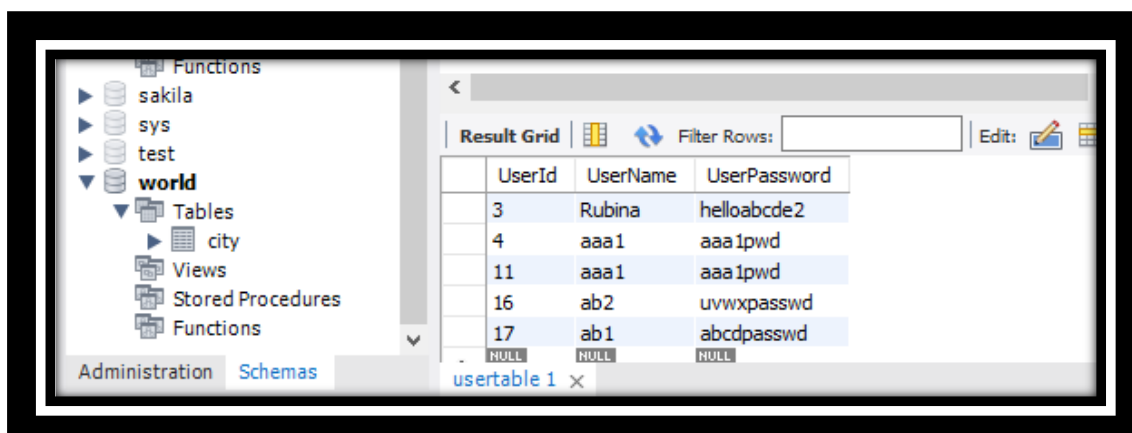 Functions
sakila
sys
test
world
Tables
city
Views
Stored Procedures
Functions
Administration Schemas
Result Grid Filter Rows: Edit:
UserId UserName UserPassword
3 Rubina helloabcde2
4 aaa1 aaa1pwd
11 aaa1 aaa1pwd
16 ab2 uvwxpasswd
17 ab1 abcdpasswd
NULL NULL NULL
usertable 1